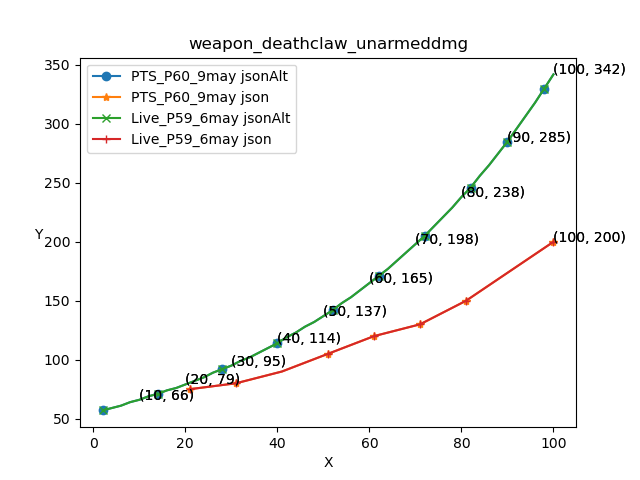 weapon_deathclaw_unarmeddmg
PTS_P60_9may jsonAlt
PTS_P60_9may json
Live_P59_6may jsonAlt
Live_P59_6may json
350
300
250
200
150
100
50
Y
(100, 342)
(90, 285)
(80, 238)
(70, 198)
(100, 200)
(60, 165)
(50, 137)
(40, 114)
(30, 95)
(20, 79)
(10, 66)
0 20 40 60 80 100
X